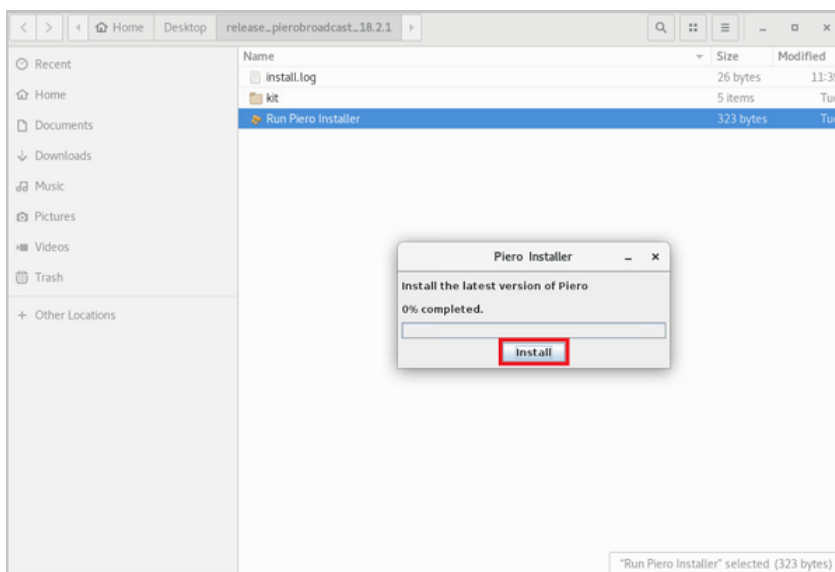 Home Desktop release_pierobroadcast_18.2.1
Recent
Home
Documents
Downloads
Music
Pictures
Videos
Trash
+ Other Locations
Name Size Modified
install.log 26 bytes
kit 5 items
Run Piero Installer 323 bytes
Piero Installer
Install the latest version of Piero
0% completed.
Install
"Run Piero Installer" selected (323 bytes)